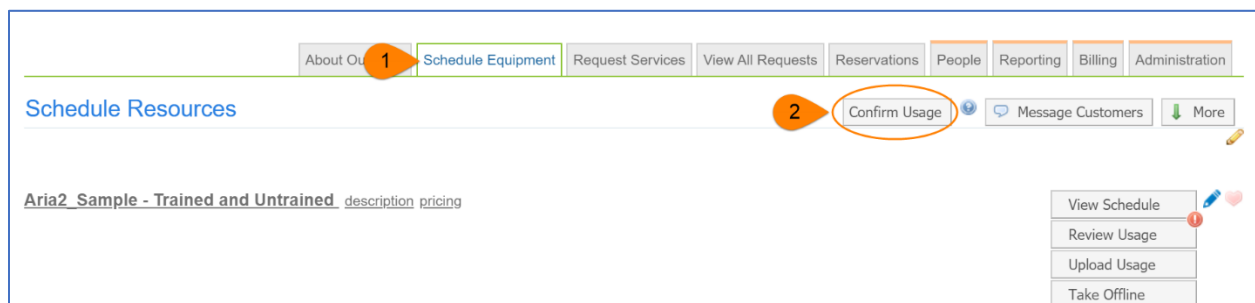 About Ou 1 Schedule Equipment Request Services View All Requests Reservations People Reporting Billing Administration
Schedule Resources 2 Confirm Usage Message Customers More
Aria2_Sample - Trained and Untrained description pricing
View Schedule
Review Usage
Upload Usage
Take Offline